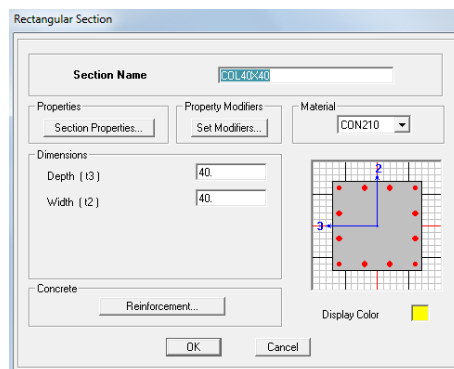 Rectangular Section
Section Name
COL40X40
Properties
Section Properties...
Property Modifiers
Set Modifiers...
Material
CON210
Dimensions
Depth ( t3 )
40.
Width ( t2 )
40.
2
3
Concrete
Reinforcement...
Display Color
OK
Cancel